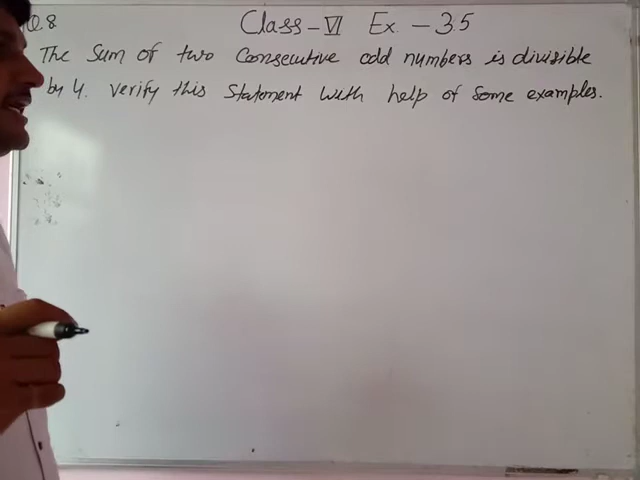 Q 8 Class - VI Ex - 35
The Sum of two Consecutive odd numbers is divisible
by 4. Verify this Statement with help of Some examples.